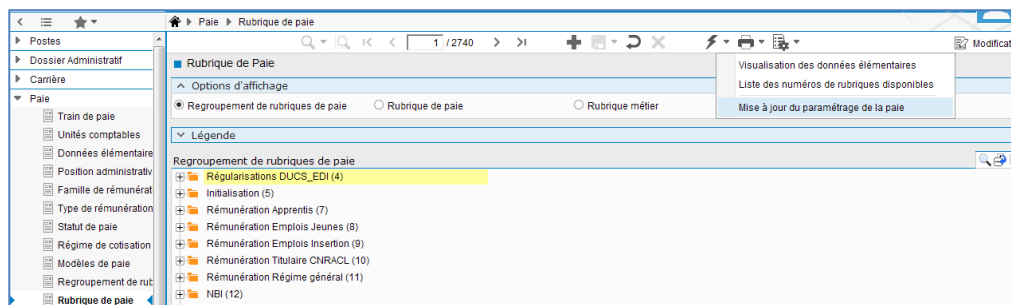 Paie Rubrique de paie
Postes
Dossier Administratif
Carrière
Paie
Train de paie
Unités comptables
Données élémentaire
Position administrativ
Famille de rémunérat
Type de rémunération
Statut de paie
Régime de cotisation
Modèles de paie
Regroupement de rub
Rubrique de paie
1 /2740
Modificat
Rubrique de Paie
Visualisation des données élémentaires
Liste des numéros de rubriques disponibles
Mise à jour du paramétrage de la paie
Options d'affichage
Regroupement de rubriques de paie Rubrique de paie Rubrique métier
Légende
Regroupement de rubriques de paie
Régularisations DUCS_EDI (4)
Initialisation (5)
Rémunération Apprentis (7)
Rémunération Emplois Jeunes (8)
Rémunération Emplois Insertion (9)
Rémunération Titulaire CNRACL (10)
Rémunération Régime général (11)
NBI (12)